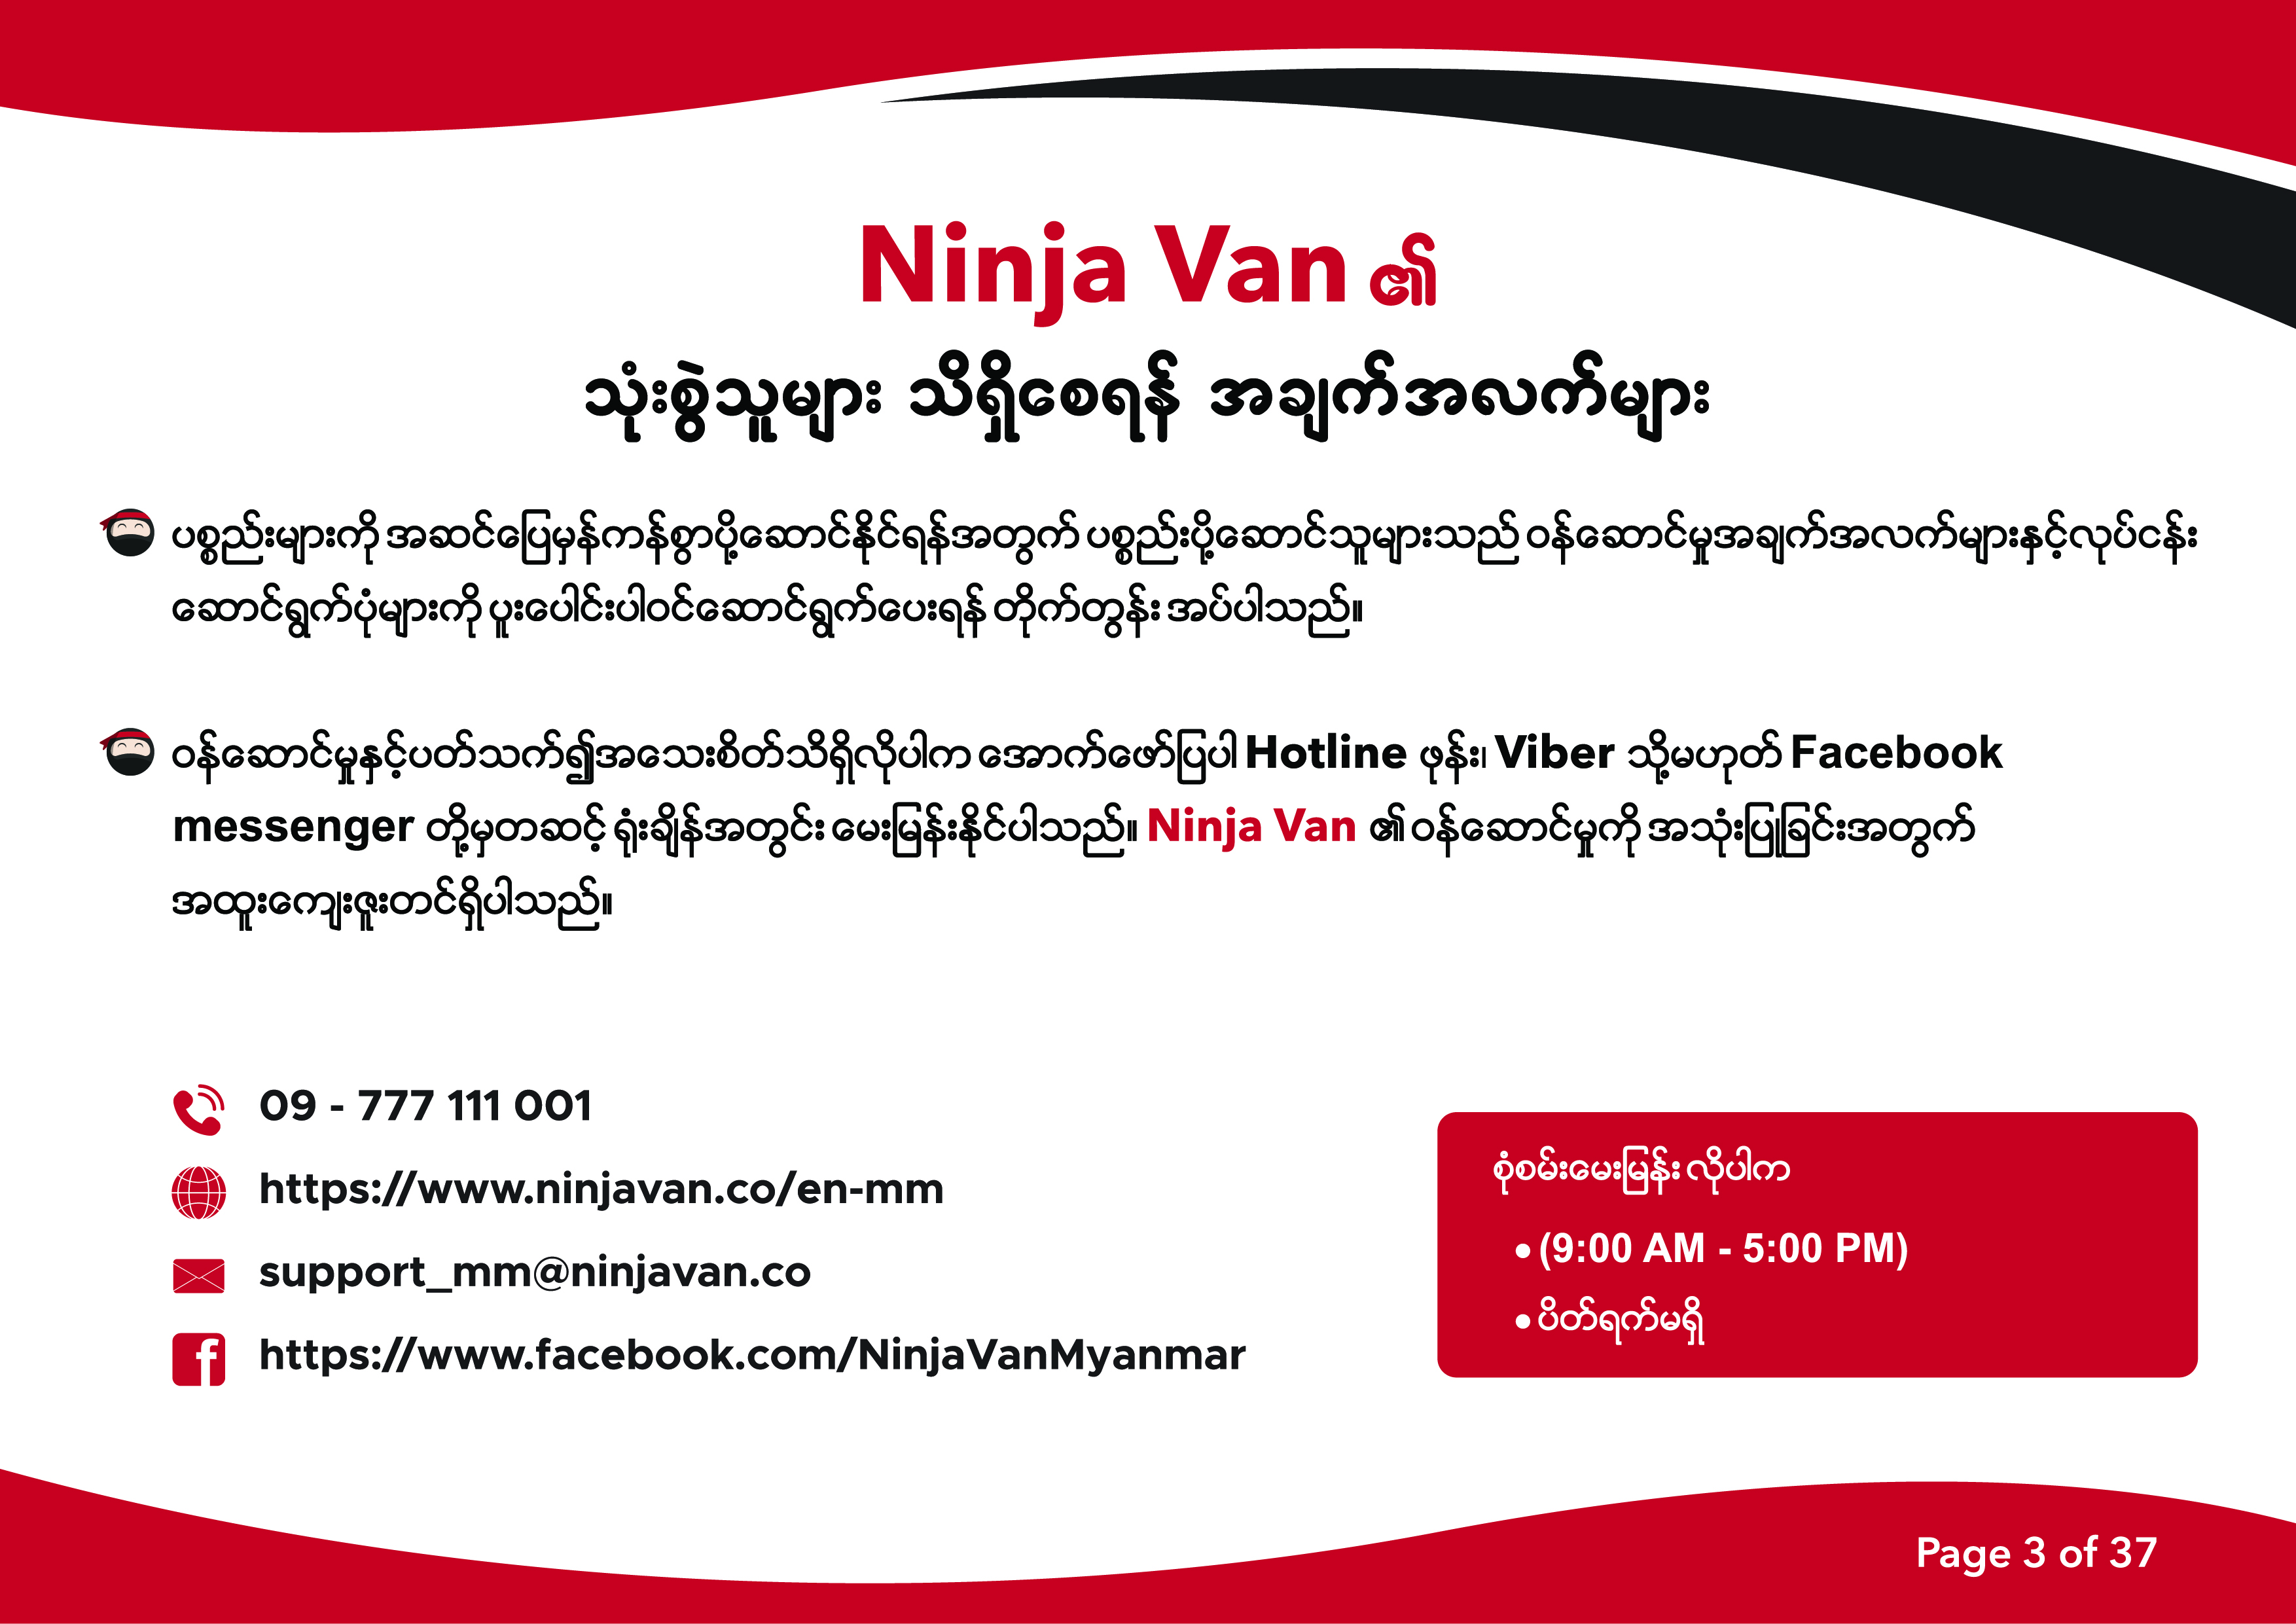 Ninja Van ၏
သုံးစွဲသူများ သိရှိစေရန် အချက်အလက်များ
ပစ္စည်းများကို အဆင်ပြေမှန်ကန်စွာပို့ဆောင်နိုင်ရန်အတွက် ပစ္စည်းပို့ဆောင်သူများသည် ဝန်ဆောင်မှုအချက်အလက်များနှင့်လုပ်ငန်း
ဆောင်ရွက်ပုံများကို ပူးပေါင်းပါဝင်ဆောင်ရွက်ပေးရန် တိုက်တွန်း အပ်ပါသည်။
ဝန်ဆောင်မှုနှင့်ပတ်သက်၍အသေးစိတ်သိရှိလိုပါက အောက်ဖော်ပြပါ Hotline ဖုန်း၊ Viber သို့မဟုတ် Facebook
messenger တို့မှတဆင့် ရုံးချိန်အတွင်း မေးမြန်းနိုင်ပါသည်။ Ninja Van ၏ ဝန်ဆောင်မှုကို အသုံးပြုခြင်းအတွက်
အထူးကျေးဇူးတင်ရှိပါသည်။
09 - 777 111 001
https://www.ninjavan.co/en-mm
support_mm@ninjavan.co
https://www.facebook.com/NinjaVanMyanmar
စုံစမ်းမေးမြန်း လိုပါက
• (9:00 AM - 5:00 PM)
• ပိတ်ရက်မရှိ
Page 3 of 37